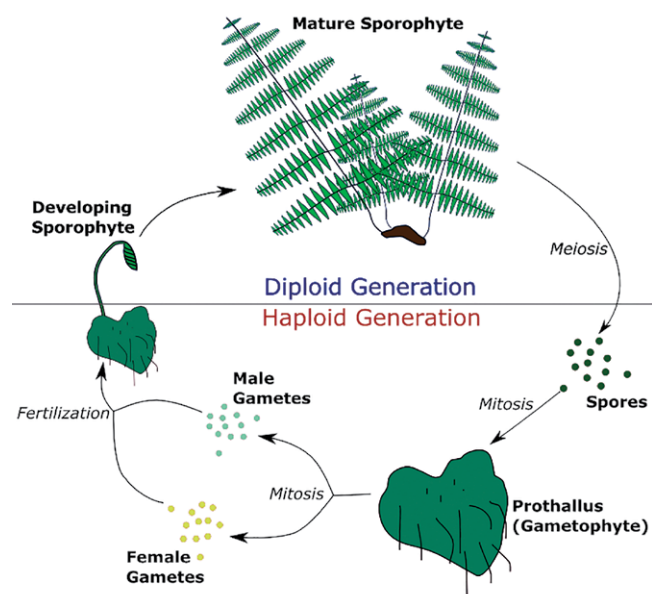 Mature Sporophyte
Developing
Sporophyte
Meiosis
Diploid Generation
Haploid Generation
Male
Gametes
Spores
Fertilization
Mitosis
Mitosis
Prothallus
(Gametophyte)
Female
Gametes